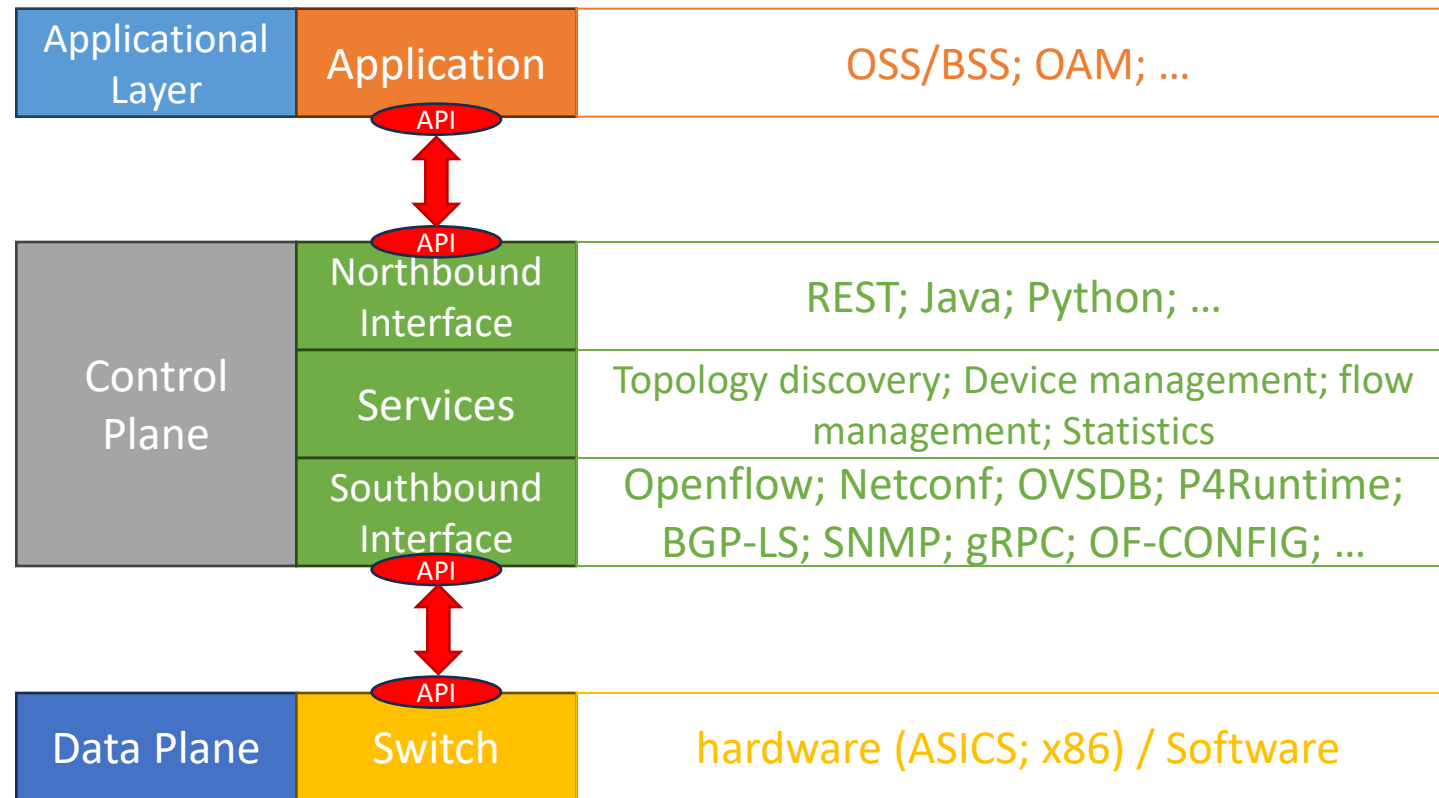 Applicational
Layer
Application
OSS/BSS; OAM; …
API
API
Control
Plane
Northbound
Interface
REST; Java; Python; …
Services
Topology discovery; Device management; flow
management; Statistics
Southbound
Interface
Openflow; Netconf; OVSDB; P4Runtime;
BGP-LS; SNMP; gRPC; OF-CONFIG; …
API
API
Data Plane
Switch
hardware (ASICS; x86) / Software